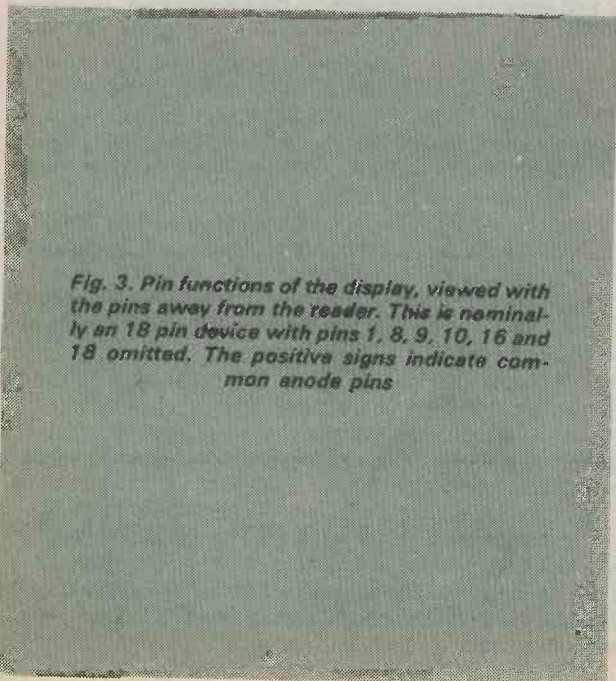 Fig. 3. Pin functions of the display, viewed with
the pins away from the reader. This is nominal-
ly an 18 pin device with pins 1, 8, 9, 10, 16 and
18 omitted. The positive signs indicate com-
mon anode pins